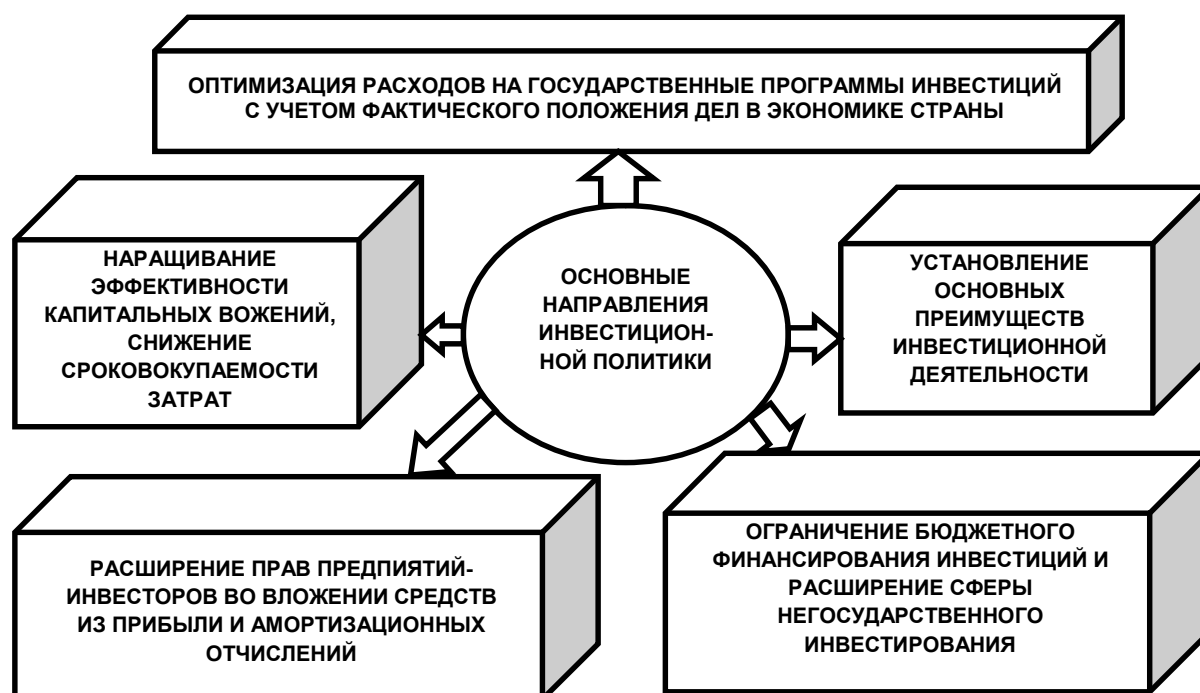 ОПТИМИЗАЦИЯ РАСХОДОВ НА ГОСУДАРСТВЕННЫЕ ПРОГРАММЫ ИНВЕСТИЦИЙ
С УЧЕТОМ ФАКТИЧЕСКОГО ПОЛОЖЕНИЯ ДЕЛ В ЭКОНОМИКЕ СТРАНЫ
НАРАЩИВАНИЕ
ЭФФЕКТИВНОСТИ
КАПИТАЛЬНЫХ ВОЖЕНИЙ,
СНИЖЕНИЕ
СРОКОВОКУПАЕМОСТИ
ЗАТРАТ
ОСНОВНЫЕ
НАПРАВЛЕНИЯ
ИНВЕСТИЦИОН-
НОЙ ПОЛИТИКИ
УСТАНОВЛЕНИЕ
ОСНОВНЫХ
ПРЕИМУЩЕСТВ
ИНВЕСТИЦИОННОЙ
ДЕЯТЕЛЬНОСТИ
РАСШИРЕНИЕ ПРАВ ПРЕДПИЯТИЙ-
ИНВЕСТОРОВ ВО ВЛОЖЕНИИ СРЕДСТВ
ИЗ ПРИБЫЛИ И АМОРТИЗАЦИОННЫХ
ОТЧИСЛЕНИЙ
ОГРАНИЧЕНИЕ БЮДЖЕТНОГО
ФИНАНСИРОВАНИЯ ИНВЕСТИЦИЙ И
РАСШИРЕНИЕ СФЕРЫ
НЕГОСУДАРСТВЕННОГО
ИНВЕСТИРОВАНИЯ